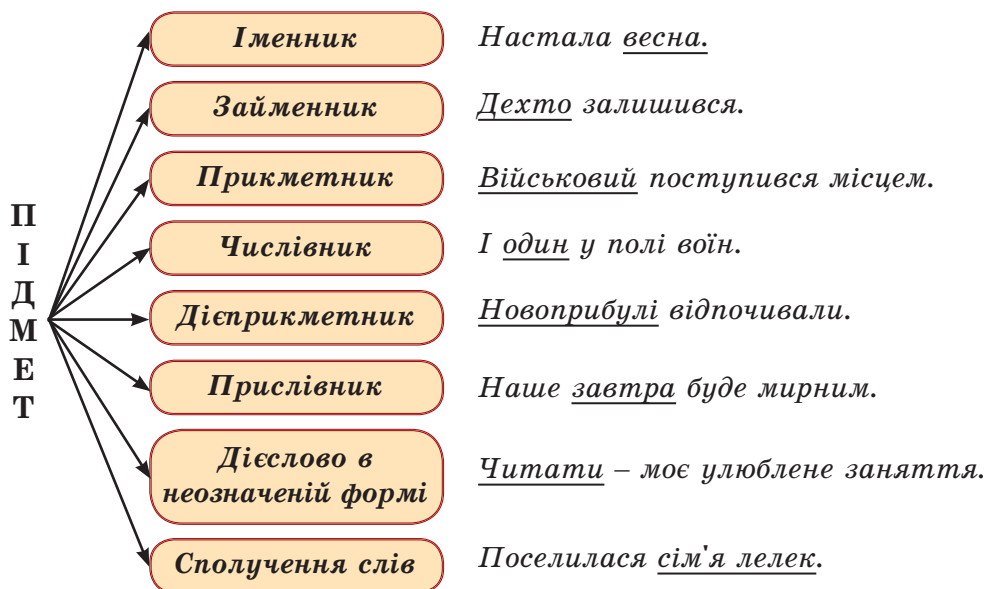 ПІДМЕТ
Іменник
Настала весна.
Займенник
Дехто залишився.
Прикметник
Військовий поступився місцем.
Числівник
І один у полі воїн.
Дієприкметник
Новоприбулі відпочивали.
Прислівник
Наше завтра буде мирним.
Дієслово в
неозначеній формі
Читати – моє улюблене заняття.
Сполучення слів
Поселилася сім'я лелек.